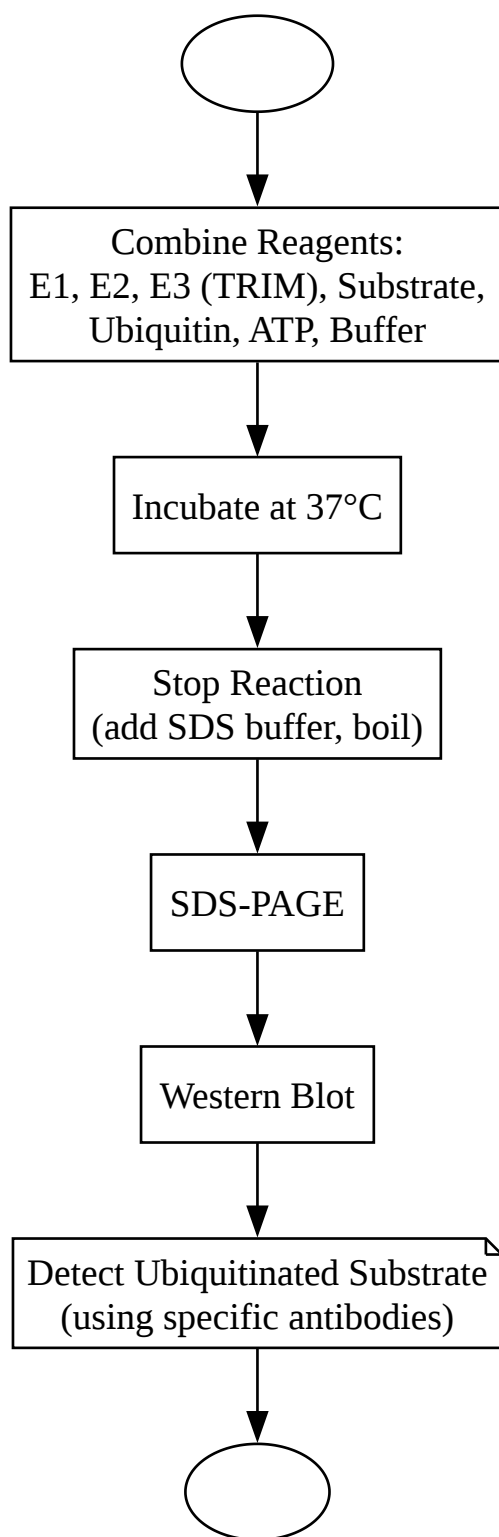 Combine Reagents:
E1, E2, E3 (TRIM), Substrate,
Ubiquitin, ATP, Buffer
Incubate at 37°C
Stop Reaction
(add SDS buffer, boil)
SDS-PAGE
Western Blot
Detect Ubiquitinated Substrate
(using specific antibodies)